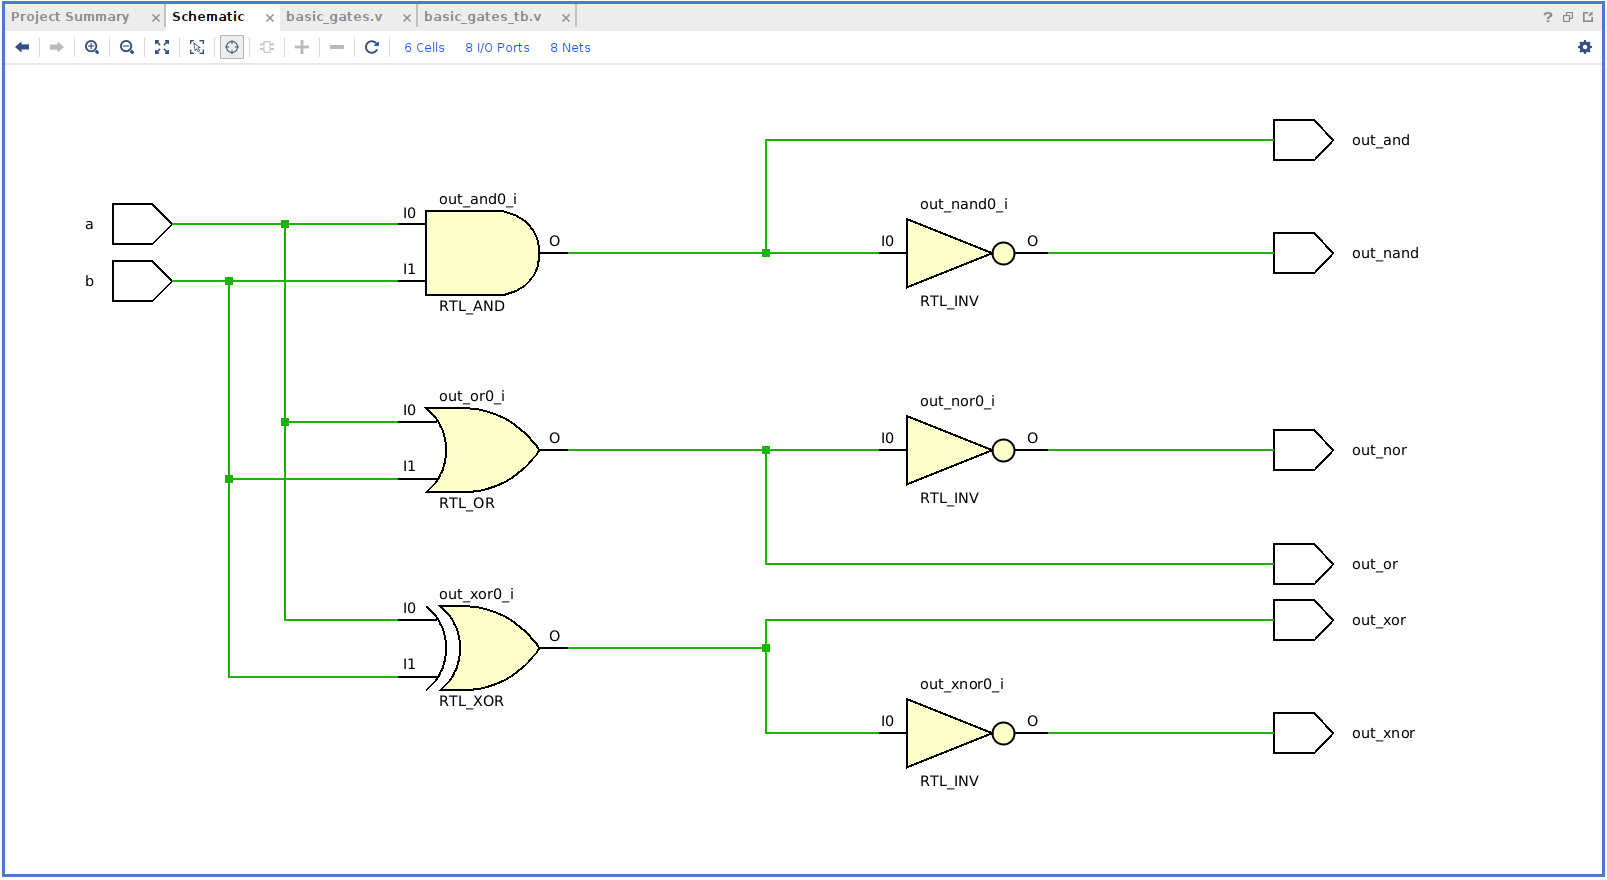 Project Summary × Schematic × basic_gates.v × basic_gates_tb.v × ?
6 Cells 8 I/O Ports 8 Nets
out_and
out_and0_i
out_nand0_i
a I0
O I0 O out_nand
b I1
RTL_AND RTL_INV
out_or0_i
out_nor0_i
I0
O I0 O out_nor
I1
RTL_OR RTL_INV
out_or
out_xor0_i
I0
out_xor
O
I1
out_xnor0_i
RTL_XOR
I0 O out_xnor
RTL_INV